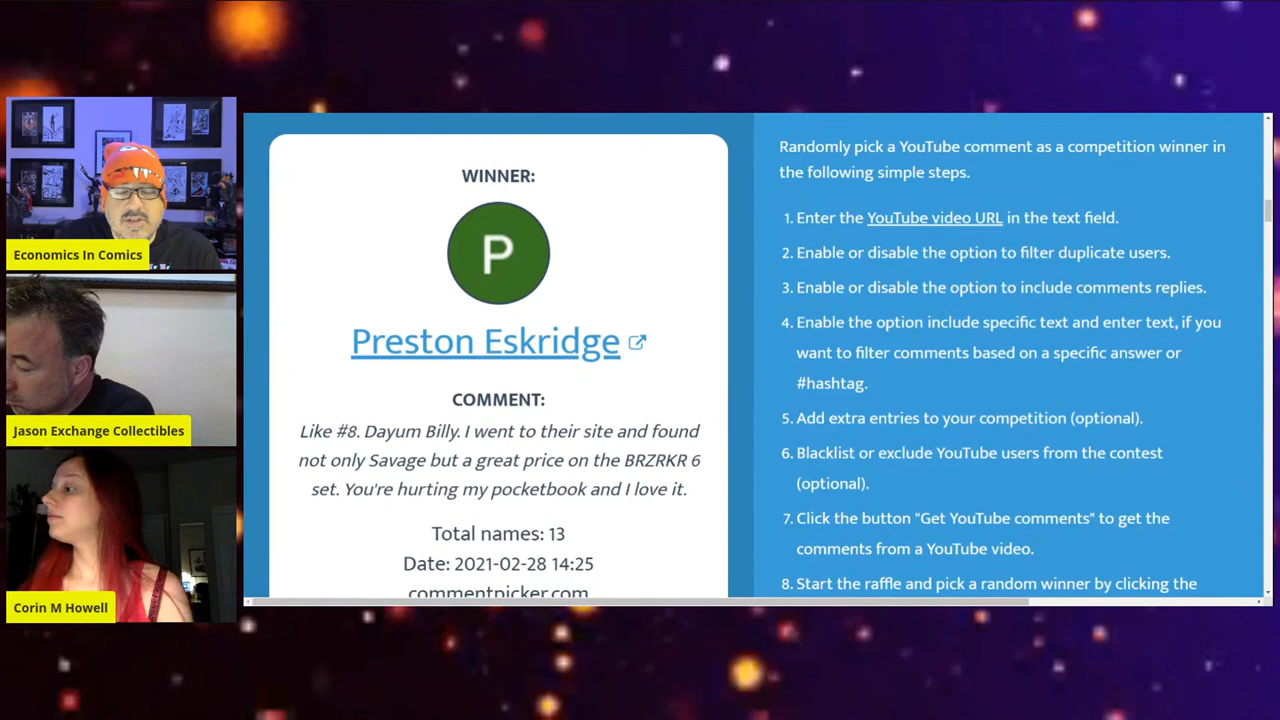 Economics In Comics
Jason Exchange Collectibles
Corin M Howell
WINNER:
P
Preston Eskridge
COMMENT:
Like #8. Dayum Billy. I went to their site and found
not only Savage but a great price on the BRZRKR 6
set. You're hurting my pocketbook and I love it.
Total names: 13
Date: 2021-02-28 14:25
commentpicker.com
Randomly pick a YouTube comment as a competition winner in
the following simple steps.
1. Enter the YouTube video URL in the text field.
2. Enable or disable the option to filter duplicate users.
3. Enable or disable the option to include comments replies.
4. Enable the option include specific text and enter text, if you
want to filter comments based on a specific answer or
#hashtag.
5. Add extra entries to your competition (optional).
6. Blacklist or exclude YouTube users from the contest
(optional).
7. Click the button "Get YouTube comments" to get the
comments from a YouTube video.
8. Start the raffle and pick a random winner by clicking the